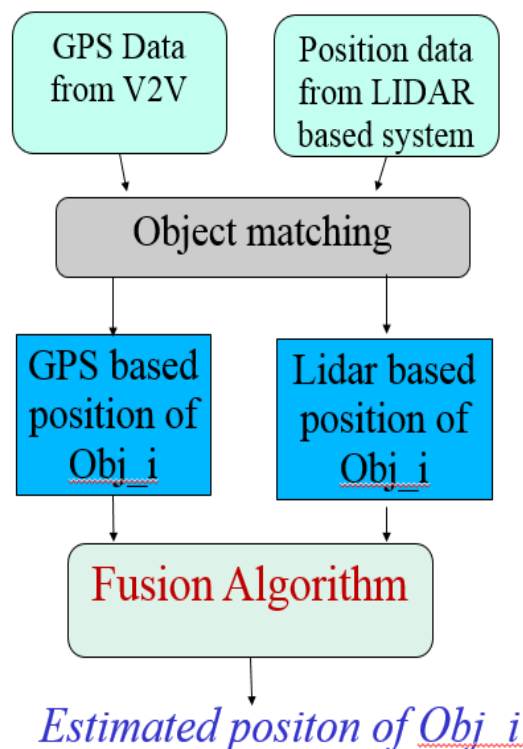 GPS Data
from V2V
Position data
from LIDAR
based system
Object matching
GPS based
position of
Obj_i
Lidar based
position of
Obj_i
Fusion Algorithm
Estimated positon of Obj_i